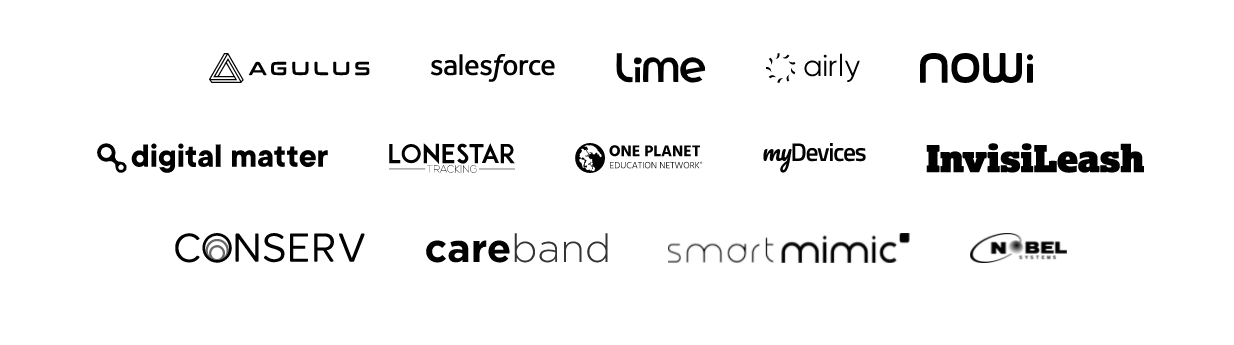 AGULUS salesforce Lime airly nowi
digital matter LONESTAR TRACKING ONE PLANET EDUCATION NETWORK® myDevices InvisiLeash
CONSERV careband smartmimic NOBEL SYSTEMS